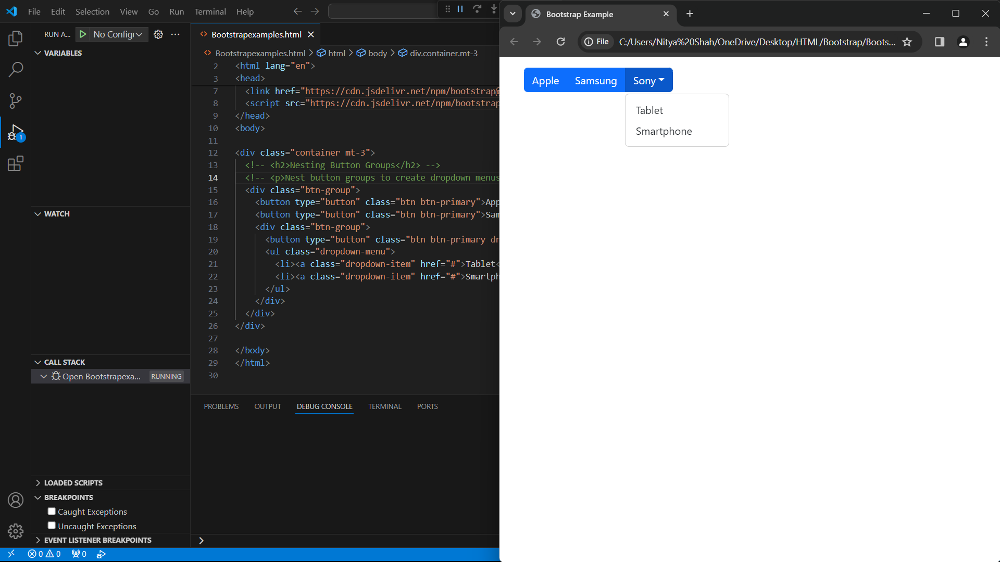 File Edit Selection View Go Run Terminal Help
RUN A... No Config
VARIABLES
WATCH
CALL STACK
Open Bootstrapexa... RUNNING
LOADED SCRIPTS
BREAKPOINTS
Caught Exceptions
Uncaught Exceptions
EVENT LISTENER BREAKPOINTS
1
0 0 0
Bootstrapexamples.html
Bootstrapexamples.html > html > body > div.container.mt-3
2 <html lang="en">
3 <head>
7 <link href="https://cdn.jsdelivr.net/npm/bootstrap@
8 <script src="https://cdn.jsdelivr.net/npm/bootstrap
9 </head>
10 <body>
11
12 <div class="container mt-3">
13 <!-- <h2>Nesting Button Groups</h2> -->
14 <!-- <p>Nest button groups to create dropdown menus
15 <div class="btn-group">
16 <button type="button" class="btn btn-primary">App
17 <button type="button" class="btn btn-primary">Sam
18 <div class="btn-group">
19 <button type="button" class="btn btn-primary dr
20 <ul class="dropdown-menu">
21 <li><a class="dropdown-item" href="#">Tablet<
22 <li><a class="dropdown-item" href="#">Smartph
23 </ul>
24 </div>
25 </div>
26 </div>
27
28 </body>
29 </html>
30
PROBLEMS OUTPUT DEBUG CONSOLE TERMINAL PORTS
Bootstrap Example
File C:/Users/Nitya%20Shah/OneDrive/Desktop/HTML/Bootstrap/Boots...
Apple Samsung Sony
Tablet
Smartphone